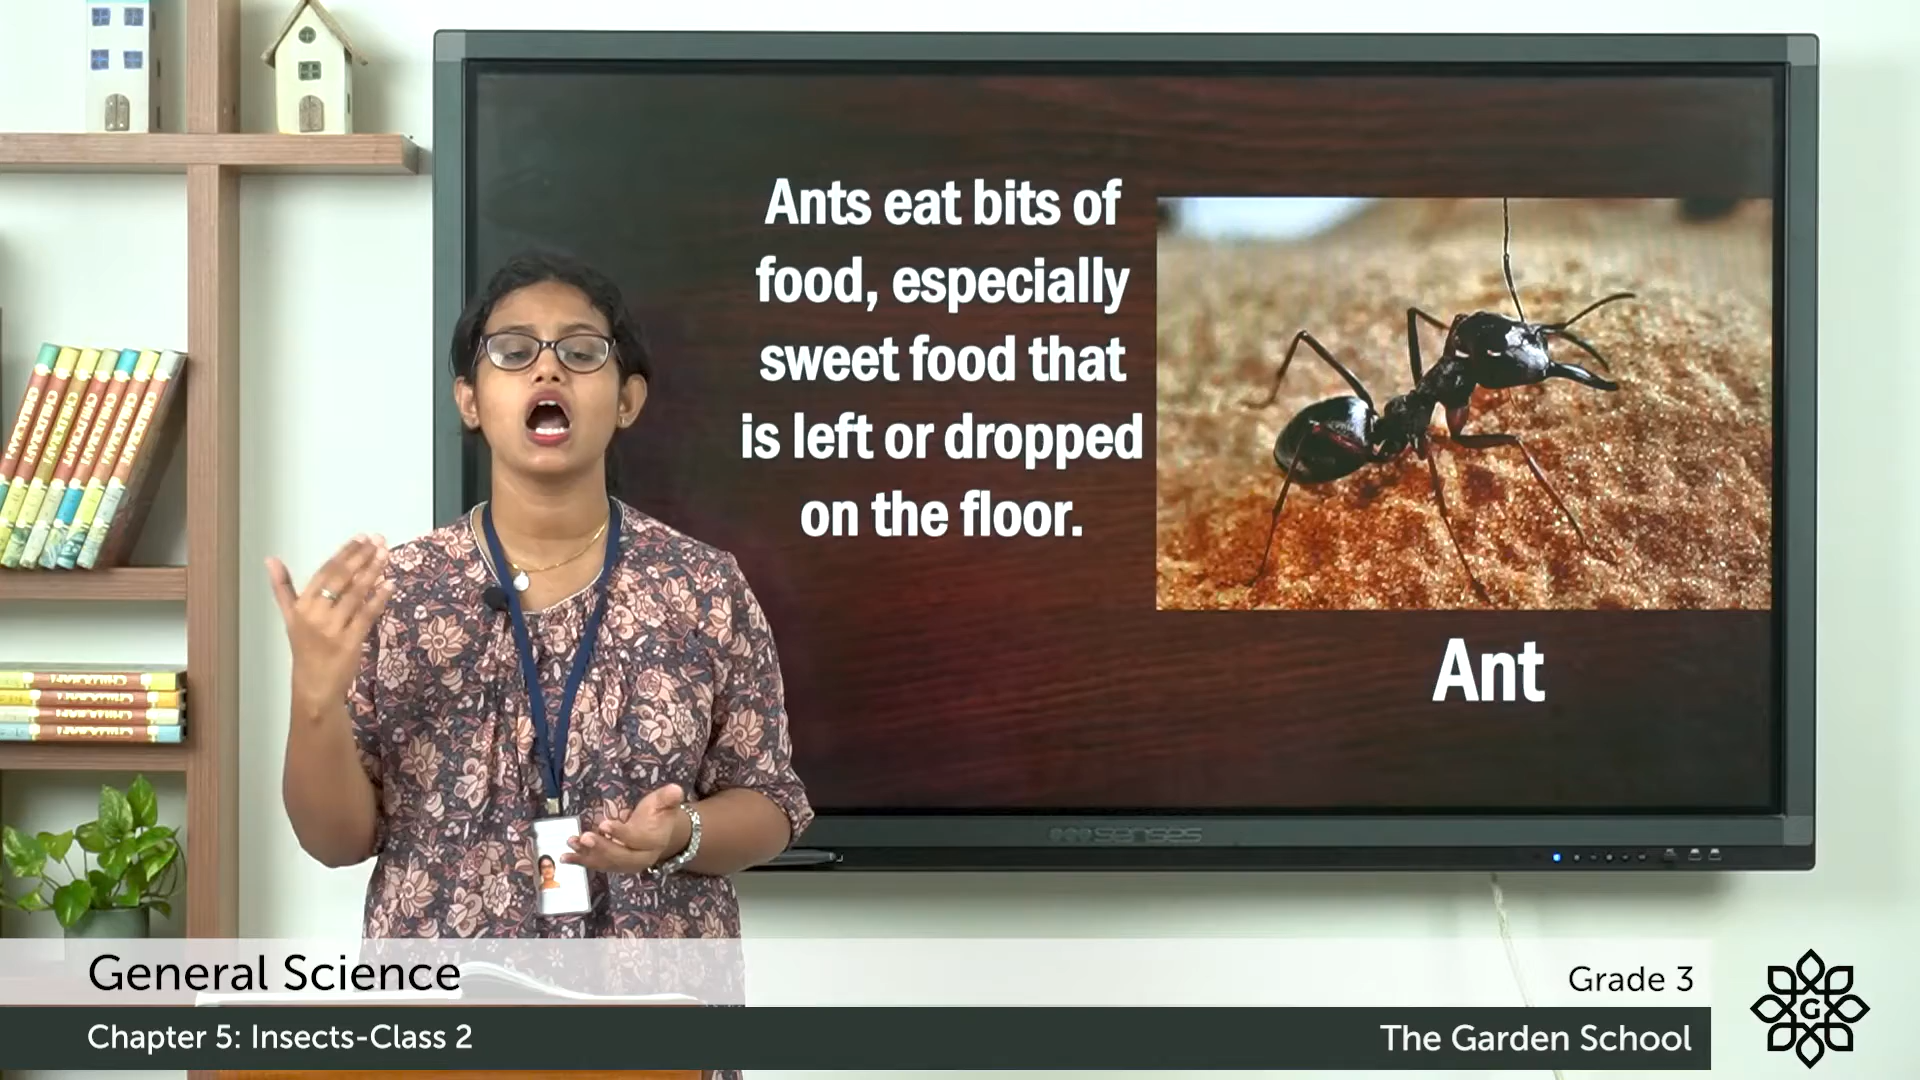 Ants eat bits of
food, especially
sweet food that
is left or dropped
on the floor.
Ant
senses
General Science
Grade 3
Chapter 5: Insects-Class 2
The Garden School
G